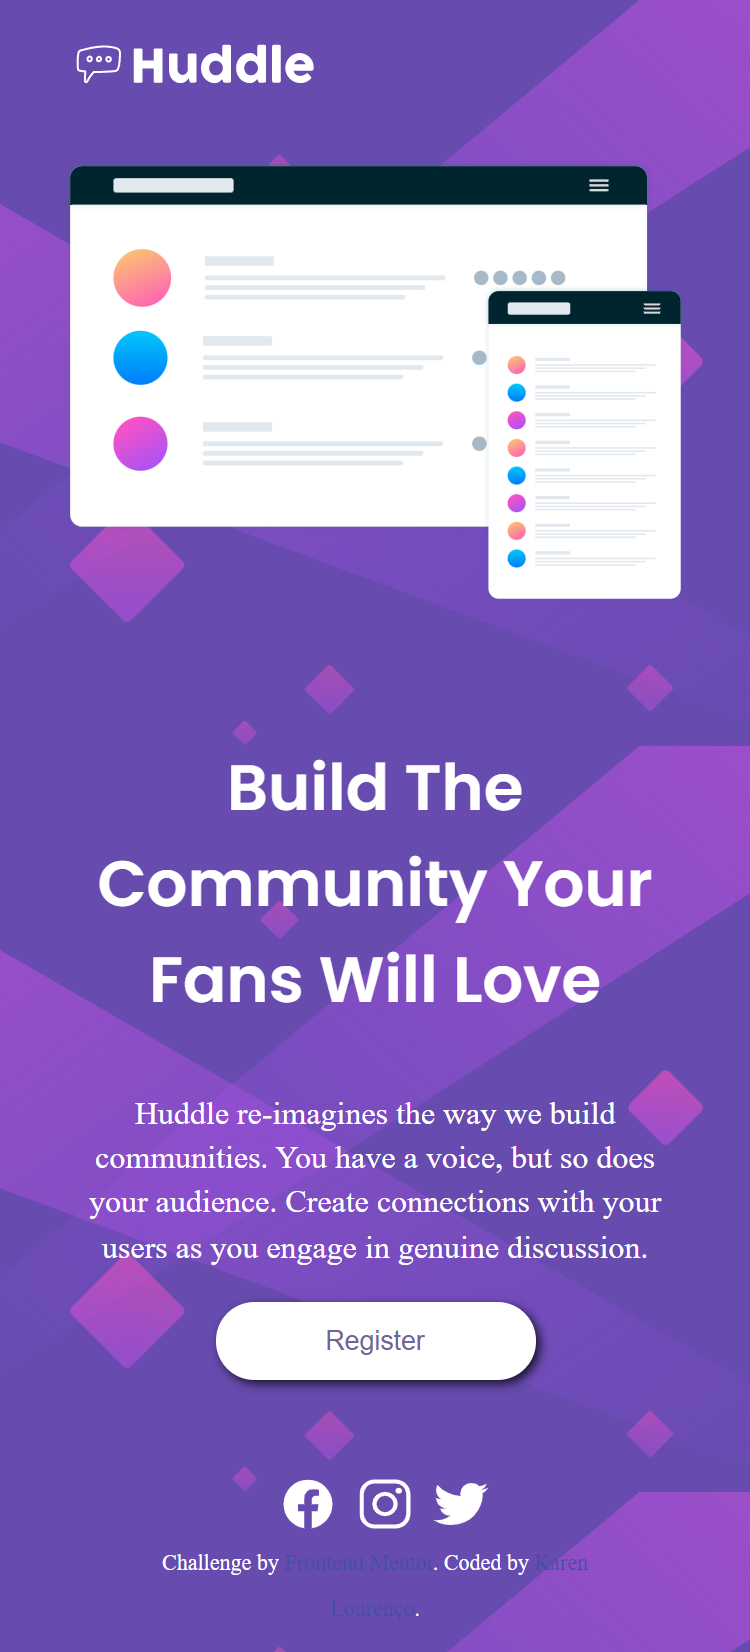 Huddle
Build The
Community Your
Fans Will Love
Huddle re-imagines the way we build
communities. You have a voice, but so does
your audience. Create connections with your
users as you engage in genuine discussion.
Register
Challenge by Frontend Mentor. Coded by Karen
Lourenço.